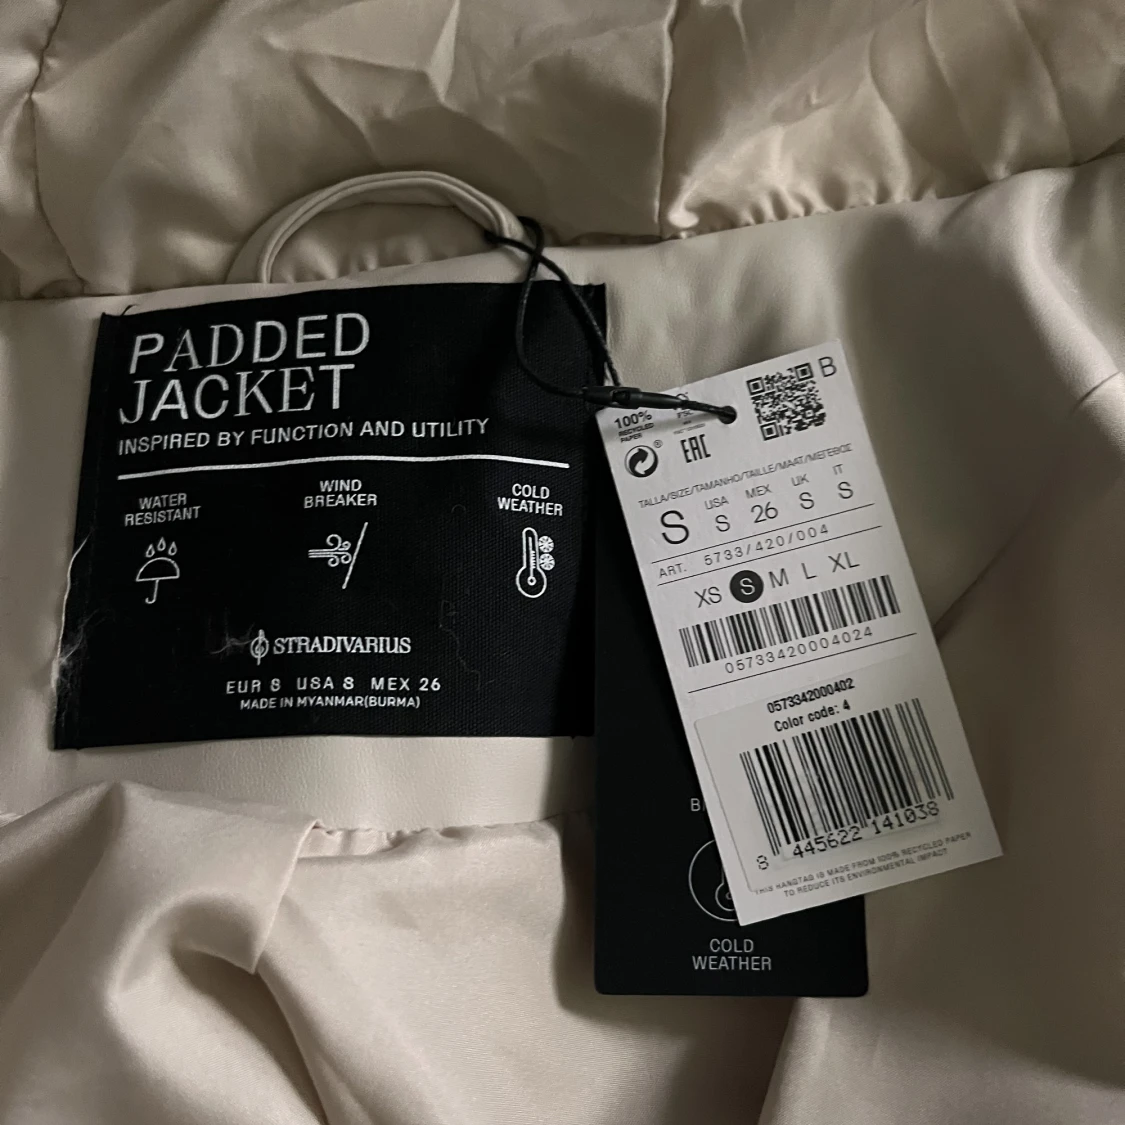 PADDED
JACKET
INSPIRED BY FUNCTION AND UTILITY
WATER
RESISTANT
WIND
BREAKER
COLD
WEATHER
STRADIVARIUS
EUR S USA S MEX 26
MADE IN MYANMAR(BURMA)
B
100%
RECYCLED
PAPER
EAC
TALLA/SIZE/TAMANHO/TAILLE/MAAT/ΜΕΓΕΘΟΣ
S
USA
S
MEX
26
UK
S
IT
S
ART. 5733/420/004
XS S M L XL
05733420004024
0573342000402
Color code: 4
8 445622 141038
THIS HANGTAG IS MADE FROM 100% RECYCLED PAPER
TO REDUCE ITS ENVIRONMENTAL IMPACT
COLD
WEATHER